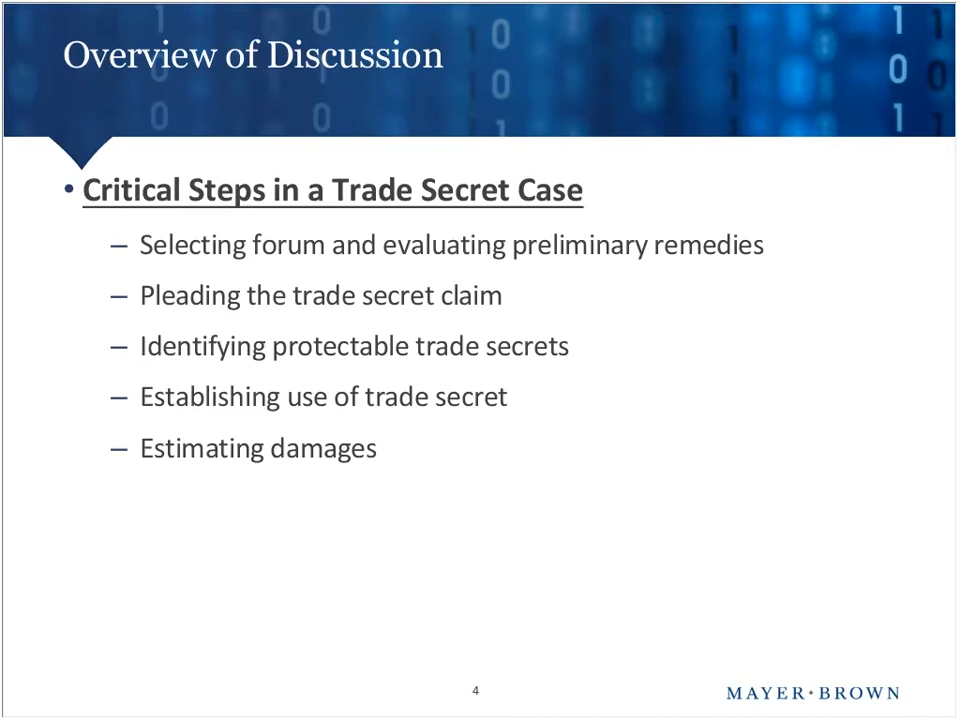 Overview of Discussion
• Critical Steps in a Trade Secret Case
– Selecting forum and evaluating preliminary remedies
– Pleading the trade secret claim
– Identifying protectable trade secrets
– Establishing use of trade secret
– Estimating damages
4
MAYER • BROWN